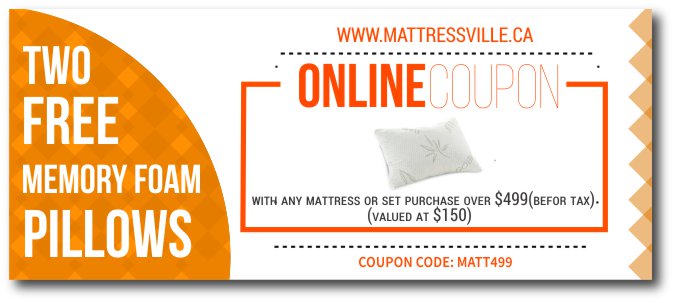 TWO
FREE
MEMORY FOAM
PILLOWS
WWW.MATTRESSVILLE.CA
ONLINECOUPON
WITH ANY MATTRESS OR SET PURCHASE OVER $499(BEFOR TAX).
(VALUED AT $150)
COUPON CODE: MATT499